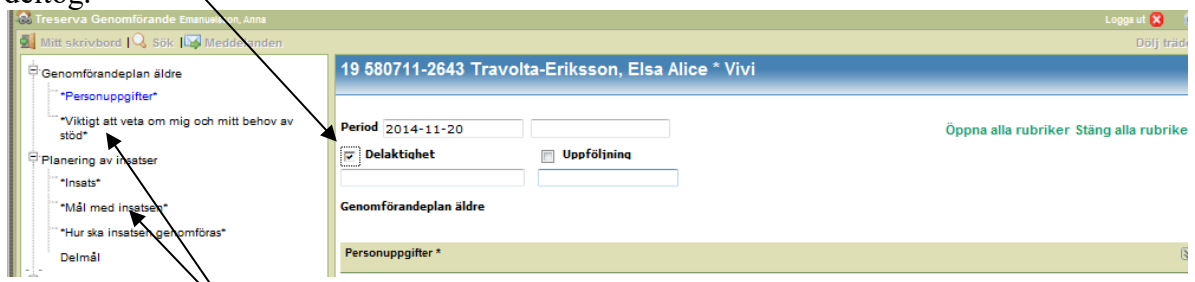 deltog.
Treserva Genomförande Emanuelsson, Anna
Logga ut
Mitt skrivbord Sök Meddelanden
Dölj träde
Genomförandeplan äldre
*Personuppgifter*
*Viktigt att veta om mig och mitt behov av
stöd*
Planering av insatser
*Insats*
*Mål med insatsen*
*Hur ska insatsen genomföras*
Delmål
19 580711-2643 Travolta-Eriksson, Elsa Alice * Vivi
Period 2014-11-20
Öppna alla rubriker Stäng alla rubrike
Delaktighet Uppföljning
Genomförandeplan äldre
Personuppgifter *